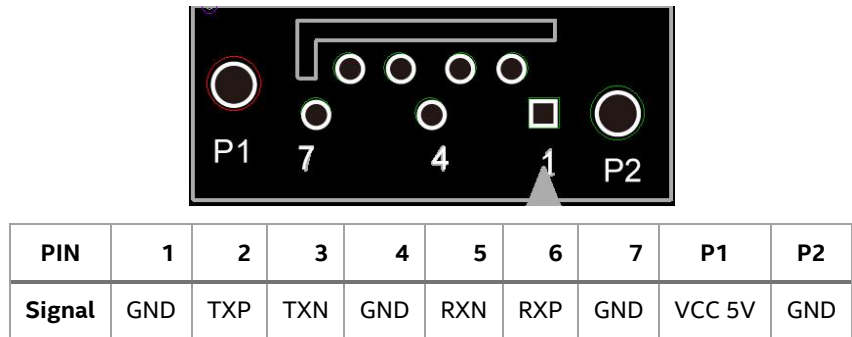 P1 7 4 1 P2
PIN 1 2 3 4 5 6 7 P1 P2
Signal GND TXP TXN GND RXN RXP GND VCC 5V GND